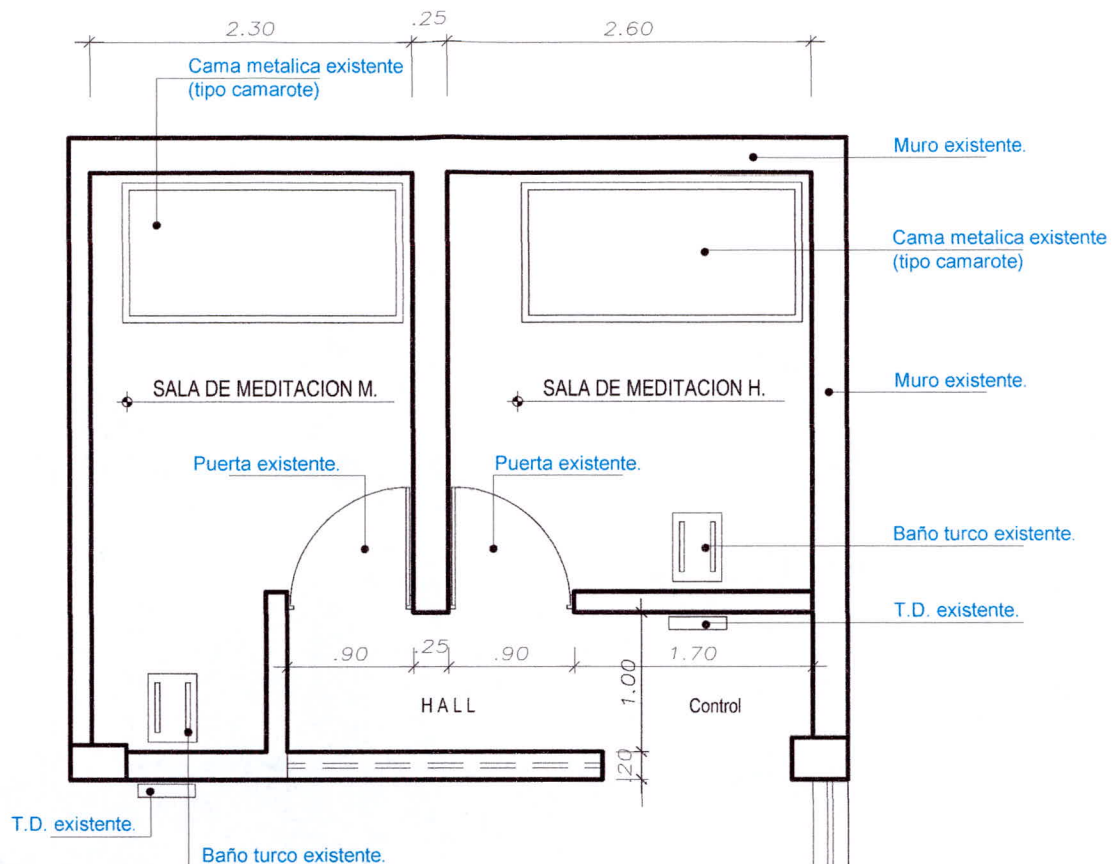 2.30
.25
2.60
Cama metalica existente
(tipo camarote)
Muro existente.
Cama metalica existente
(tipo camarote)
SALA DE MEDITACION M.
SALA DE MEDITACION H.
Muro existente.
Puerta existente.
Puerta existente.
Baño turco existente.
T.D. existente.
.90
.25
.90
1.70
1.00
HALL
Control
.20
T.D. existente.
Baño turco existente.